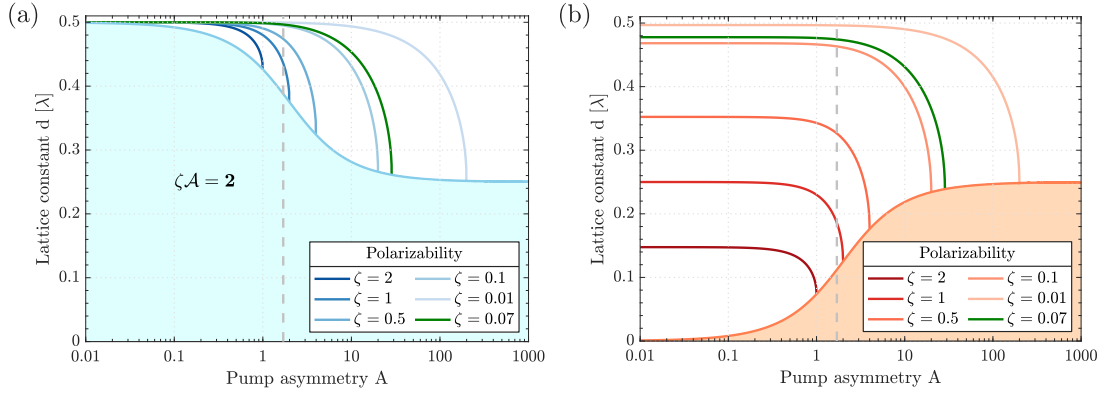 (a)
Lattice constant d [λ]
0.5
0.4
0.3
0.2
0.1
0
ζ𝒜 = 2
Polarizability
ζ = 2 ζ = 0.1
ζ = 1 ζ = 0.01
ζ = 0.5 ζ = 0.07
0.01 0.1 1 10 100 1000
Pump asymmetry A
(b)
Lattice constant d [λ]
0.5
0.4
0.3
0.2
0.1
0
Polarizability
ζ = 2 ζ = 0.1
ζ = 1 ζ = 0.01
ζ = 0.5 ζ = 0.07
0.01 0.1 1 10 100 1000
Pump asymmetry A